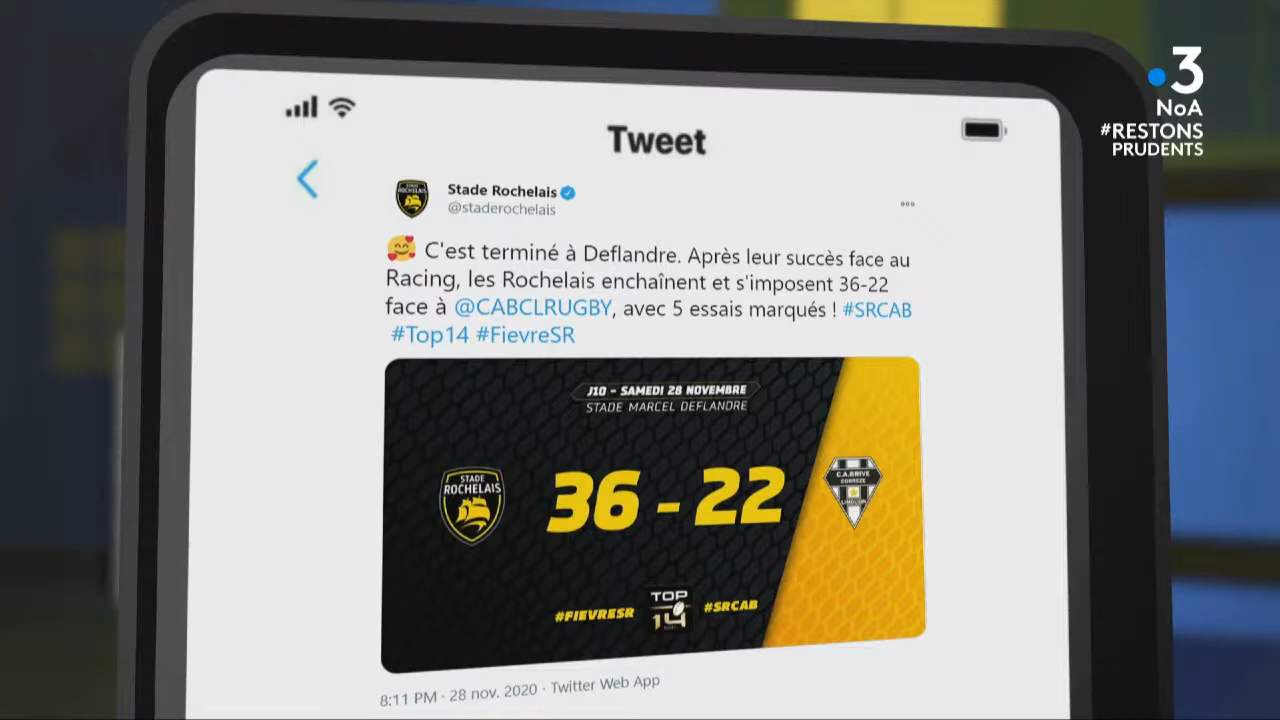 3
NOA
#RESTONS
PRUDENTS
Tweet
Stade Rochelais
@staderochelais
C'est terminé à Deflandre. Après leur succès face au
Racing, les Rochelais enchaînent et s'imposent 36-22
face à @CABCLRUGBY, avec 5 essais marqués ! #SRCAB
#Top14 #FievreSR
J10 - SAMEDI 28 NOVEMBRE
STADE MARCEL DEFLANDRE
STADE
ROCHELAIS
36 - 22
C.A.BRIVE
CORREZE
LIMOUSIN
#FIEVRESR
TOP
14
#SRCAB
8:11 PM · 28 nov. 2020 · Twitter Web App